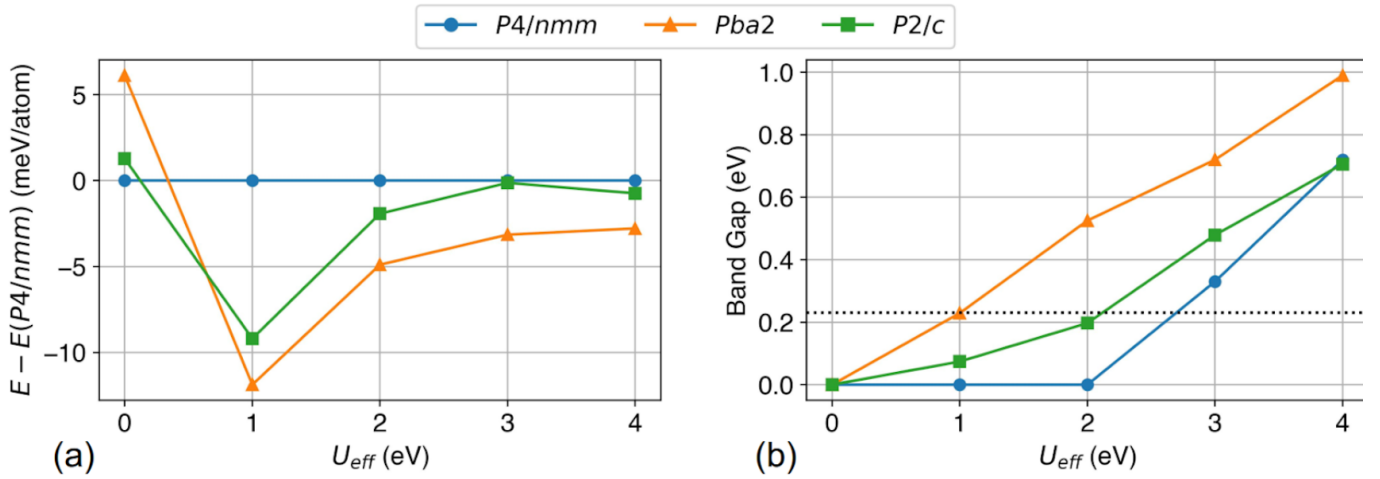 P4/nmm Pba2 P2/c
E − E(P4/nmm) (meV/atom)
5
0
−5
−10
0 1 2 3 4
U_eff (eV)
(a)
Band Gap (eV)
1.0
0.8
0.6
0.4
0.2
0.0
0 1 2 3 4
U_eff (eV)
(b)